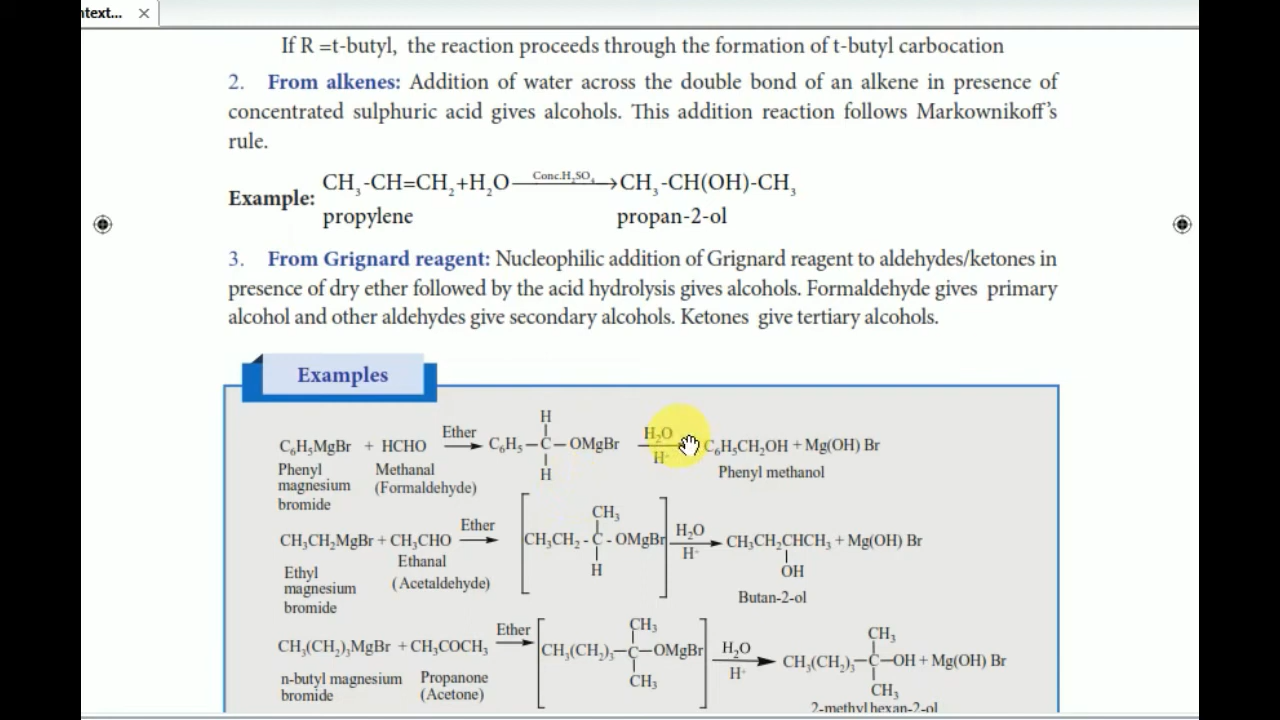 ntext...
If R =t-butyl, the reaction proceeds through the formation of t-butyl carbocation
2. From alkenes: Addition of water across the double bond of an alkene in presence of
concentrated sulphuric acid gives alcohols. This addition reaction follows Markownikoff's
rule.
Example: CH₃-CH=CH₂+H₂O Conc.H₂SO₄ → CH₃-CH(OH)-CH₃
propylene propan-2-ol
3. From Grignard reagent: Nucleophilic addition of Grignard reagent to aldehydes/ketones in
presence of dry ether followed by the acid hydrolysis gives alcohols. Formaldehyde gives primary
alcohol and other aldehydes give secondary alcohols. Ketones give tertiary alcohols.
Examples
H
C₆H₅MgBr + HCHO Ether → C₆H₅ – C – OMgBr H₂O H⁺ → C₆H₅CH₂OH + Mg(OH) Br
H
Phenyl Methanal Phenyl methanol
magnesium (Formaldehyde)
bromide
CH₃
CH₃CH₂MgBr + CH₃CHO Ether → [CH₃CH₂ - C - OMgBr] H₂O H⁺ → CH₃CH₂CHCH₃ + Mg(OH) Br
H OH
Ethyl Ethanal Butan-2-ol
magnesium (Acetaldehyde)
bromide
CH₃ CH₃
CH₃(CH₂)₃MgBr + CH₃COCH₃ Ether → [CH₃(CH₂)₃–C–OMgBr] H₂O H⁺ → CH₃(CH₂)₃–C–OH + Mg(OH) Br
CH₃ CH₃
n-butyl magnesium Propanone
bromide (Acetone)
2-methyl hexan-2-ol